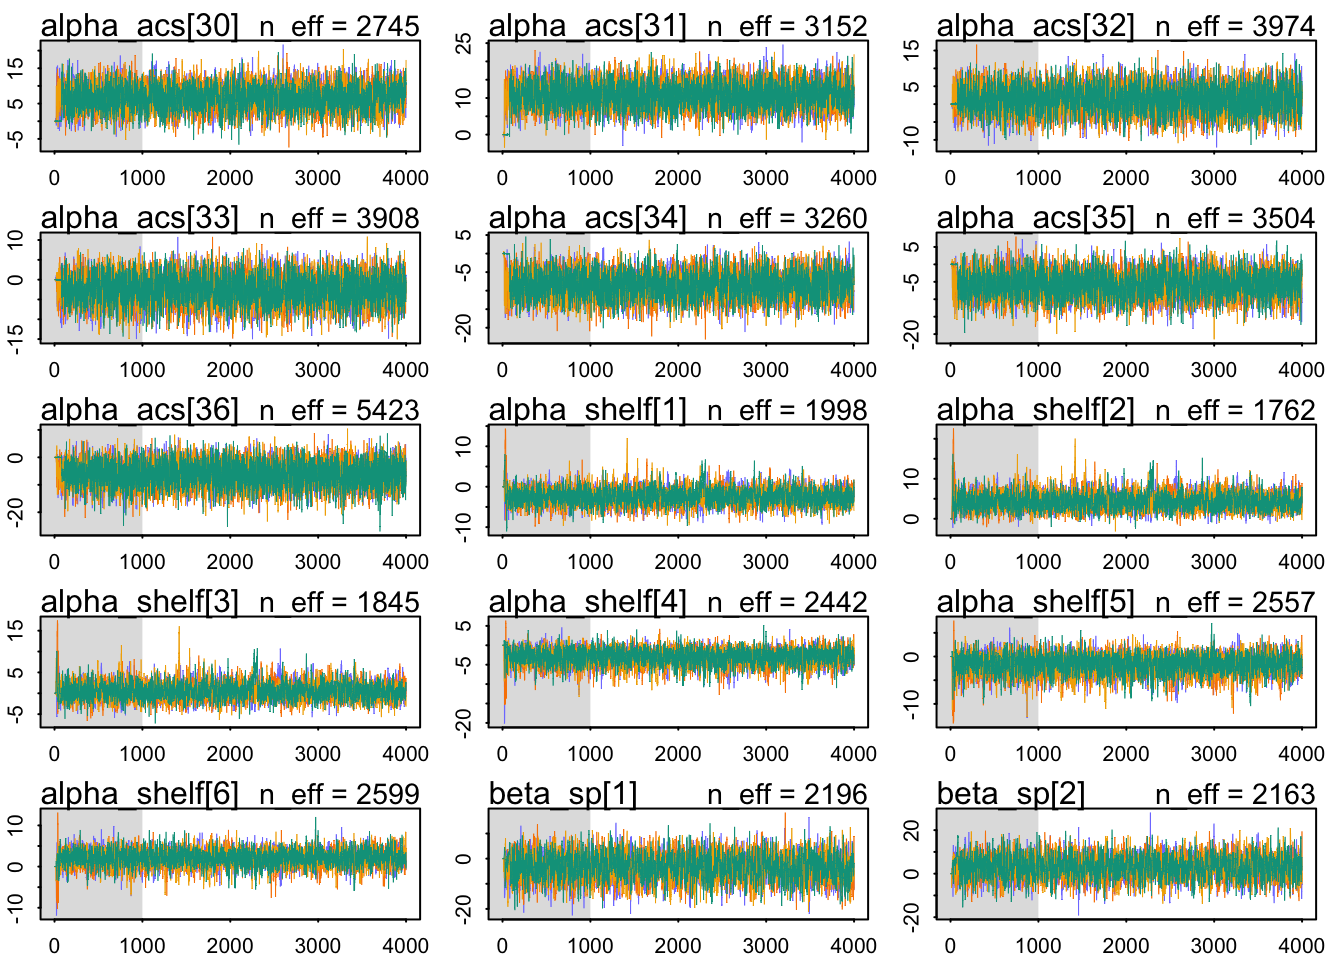 alpha_acs[30] n_eff = 2745
15
5
-5
0 1000 2000 3000 4000
alpha_acs[31] n_eff = 3152
25
10
0
0 1000 2000 3000 4000
alpha_acs[32] n_eff = 3974
15
5
-10
0 1000 2000 3000 4000
alpha_acs[33] n_eff = 3908
10
0
-15
0 1000 2000 3000 4000
alpha_acs[34] n_eff = 3260
5
-5
-20
0 1000 2000 3000 4000
alpha_acs[35] n_eff = 3504
5
-5
-20
0 1000 2000 3000 4000
alpha_acs[36] n_eff = 5423
0
-20
0 1000 2000 3000 4000
alpha_shelf[1] n_eff = 1998
15
0
-10
0 1000 2000 3000 4000
alpha_shelf[2] n_eff = 1762
10
0
0 1000 2000 3000 4000
alpha_shelf[3] n_eff = 1845
15
5
-5
0 1000 2000 3000 4000
alpha_shelf[4] n_eff = 2442
5
-5
-20
0 1000 2000 3000 4000
alpha_shelf[5] n_eff = 2557
0
-10
0 1000 2000 3000 4000
alpha_shelf[6] n_eff = 2599
10
0
-10
0 1000 2000 3000 4000
beta_sp[1] n_eff = 2196
0
-20
0 1000 2000 3000 4000
beta_sp[2] n_eff = 2163
20
0
-20
0 1000 2000 3000 4000